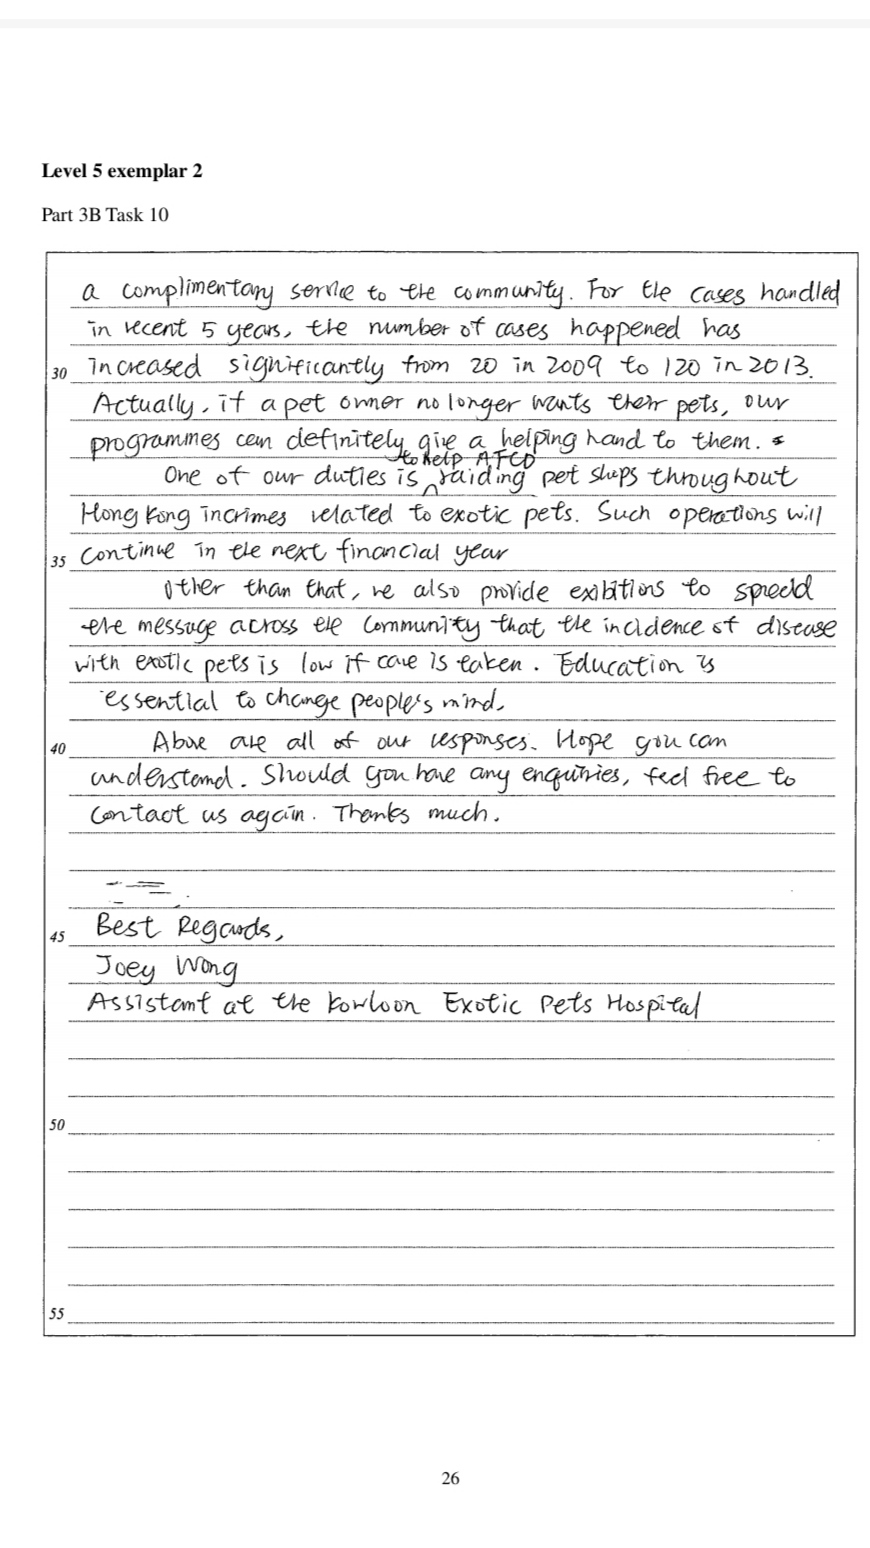 Level 5 exemplar 2
Part 3B Task 10
a complimentary service to the community. For the cases handled
in recent 5 years, the number of cases happened has
30 increased significantly from 20 in 2009 to 120 in 2013.
Actually, if a pet owner no longer wants their pets, our
programmes can definitely give a helping hand to them.
to help AFCD
One of our duties is raiding pet shops throughout
Hong Kong in crimes related to exotic pets. Such operations will
35 continue in the next financial year
Other than that, we also provide exibitions to spread
the message across the community that the incidence of disease
with exotic pets is low if care is taken. Education is
essential to change people's mind.
40 Above are all of our responses. Hope you can
understand. Should you have any enquiries, feel free to
contact us again. Thanks much.
45 Best Regards,
Joey Wong
Assistant at the Kowloon Exotic Pets Hospital
50
55
26